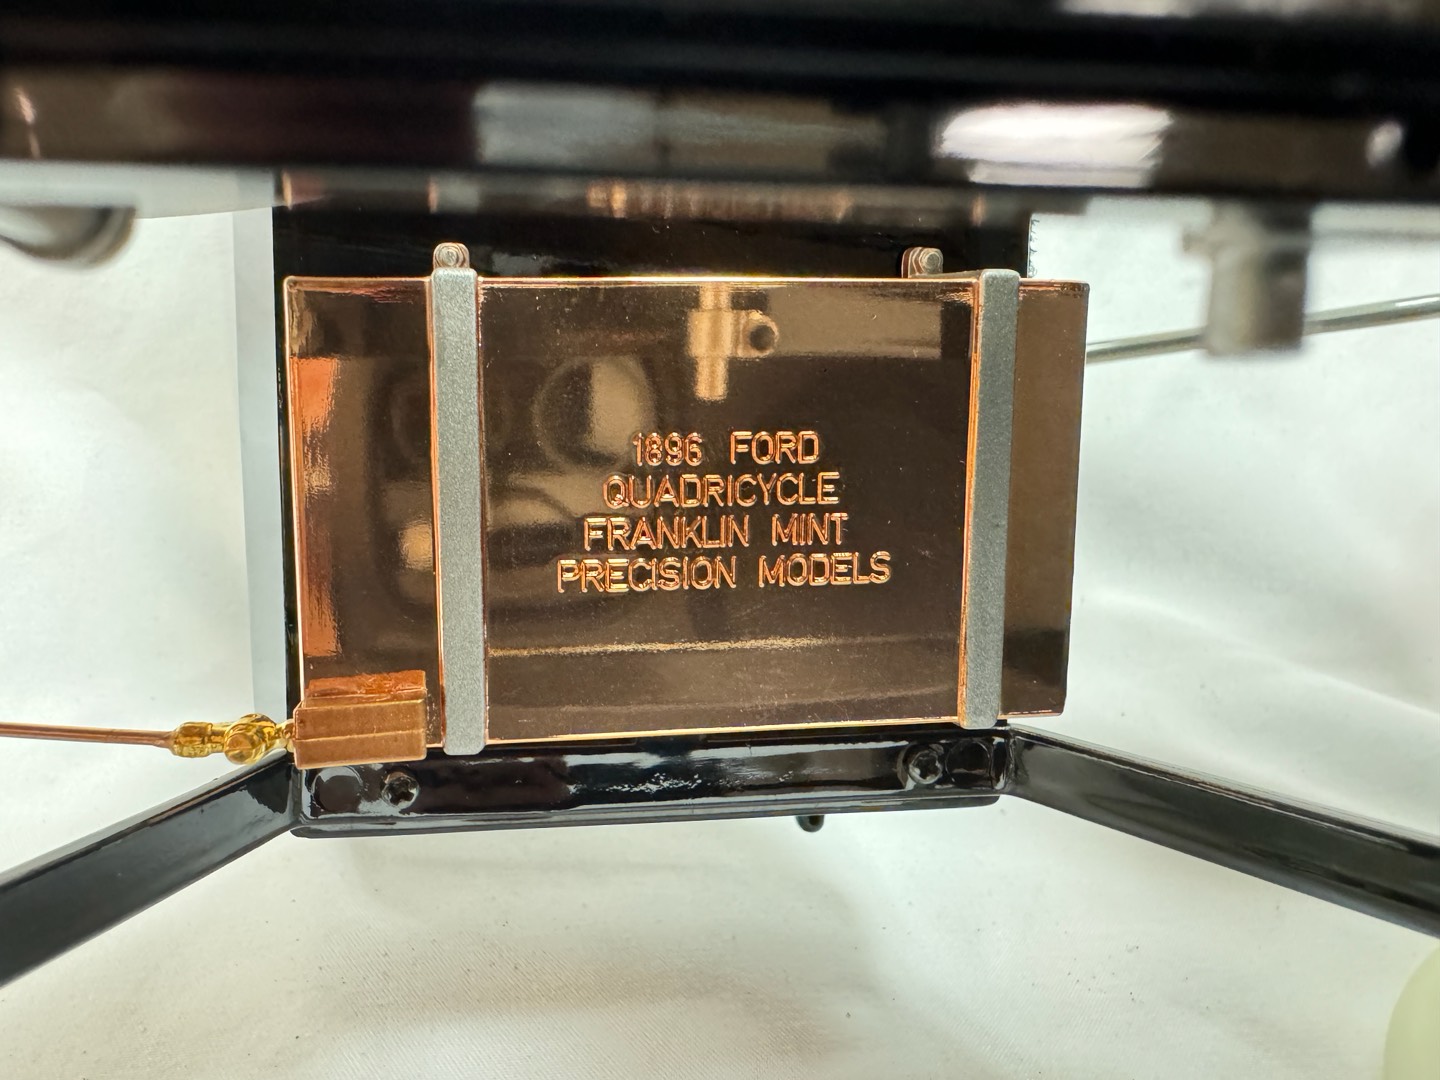 1896 FORD
QUADRICYCLE
FRANKLIN MINT
PRECISION MODELS